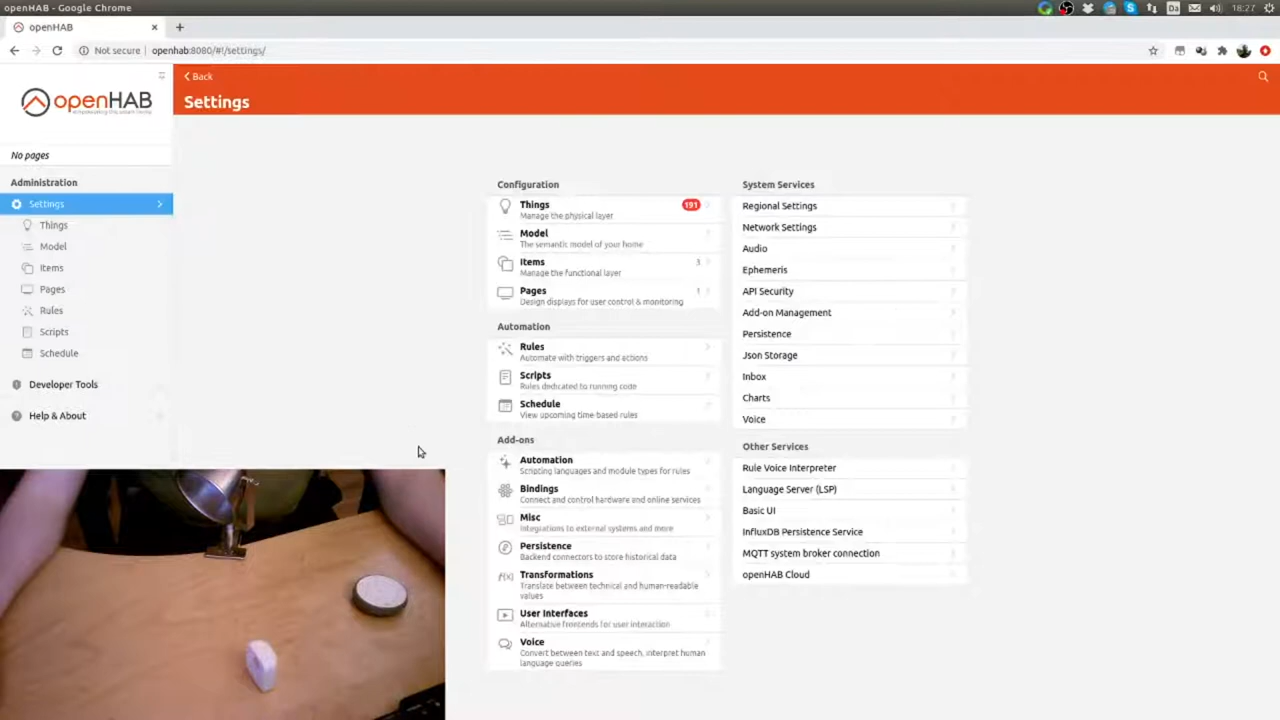 openHAB - Google Chrome
Da
18:27
openHAB
Not secure
openhab:8080/#!/settings/
openHAB
Back
Settings
No pages
Administration
Settings
Things
Model
Items
Pages
Rules
Scripts
Schedule
Developer Tools
Help & About
Configuration
Things
191
Manage the physical layer
Model
The semantic model of your home
Items
3
Manage the functional layer
Pages
1
Design displays for user control & monitoring
Automation
Rules
Automate with triggers and actions
Scripts
Rules dedicated to running code
Schedule
View upcoming time-based rules
Add-ons
Automation
Scripting languages and module types for rules
Bindings
Connect and control hardware and online services
Misc
Integrations to external systems and more
Persistence
Backend connectors to store historical data
f(x)
Transformations
Translate between technical and human-readable
values
User Interfaces
Alternative frontends for user interaction
Voice
Convert between text and speech, interpret human
language queries
System Services
Regional Settings
Network Settings
Audio
Ephemeris
API Security
Add-on Management
Persistence
Json Storage
Inbox
Charts
Voice
Other Services
Rule Voice Interpreter
Language Server (LSP)
Basic UI
InfluxDB Persistence Service
MQTT system broker connection
openHAB Cloud